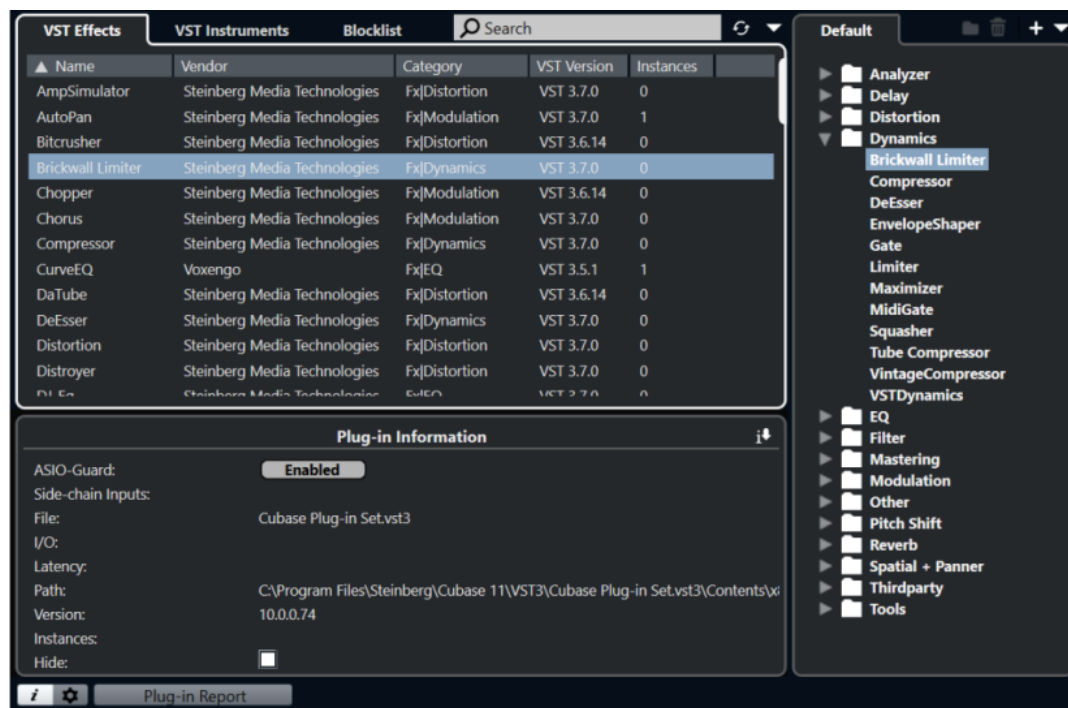 VST Effects VST Instruments Blocklist Search
Name Vendor Category VST Version Instances
AmpSimulator Steinberg Media Technologies Fx|Distortion VST 3.7.0 0
AutoPan Steinberg Media Technologies Fx|Modulation VST 3.7.0 1
Bitcrusher Steinberg Media Technologies Fx|Distortion VST 3.6.14 0
Brickwall Limiter Steinberg Media Technologies Fx|Dynamics VST 3.7.0 0
Chopper Steinberg Media Technologies Fx|Modulation VST 3.6.14 0
Chorus Steinberg Media Technologies Fx|Modulation VST 3.7.0 0
Compressor Steinberg Media Technologies Fx|Dynamics VST 3.7.0 0
CurveEQ Voxengo Fx|EQ VST 3.5.1 1
DaTube Steinberg Media Technologies Fx|Distortion VST 3.6.14 0
DeEsser Steinberg Media Technologies Fx|Dynamics VST 3.7.0 0
Distortion Steinberg Media Technologies Fx|Distortion VST 3.7.0 0
Distroyer Steinberg Media Technologies Fx|Distortion VST 3.7.0 0
Plug-in Information
ASIO-Guard: Enabled
Side-chain Inputs:
File: Cubase Plug-in Set.vst3
I/O:
Latency:
Path: C:\Program Files\Steinberg\Cubase 11\VST3\Cubase Plug-in Set.vst3\Contents\x
Version: 10.0.0.74
Instances:
Hide:
i Plug-in Report
Default
Analyzer
Delay
Distortion
Dynamics
Brickwall Limiter
Compressor
DeEsser
EnvelopeShaper
Gate
Limiter
Maximizer
MidiGate
Squasher
Tube Compressor
VintageCompressor
VSTDynamics
EQ
Filter
Mastering
Modulation
Other
Pitch Shift
Reverb
Spatial + Panner
Thirdparty
Tools